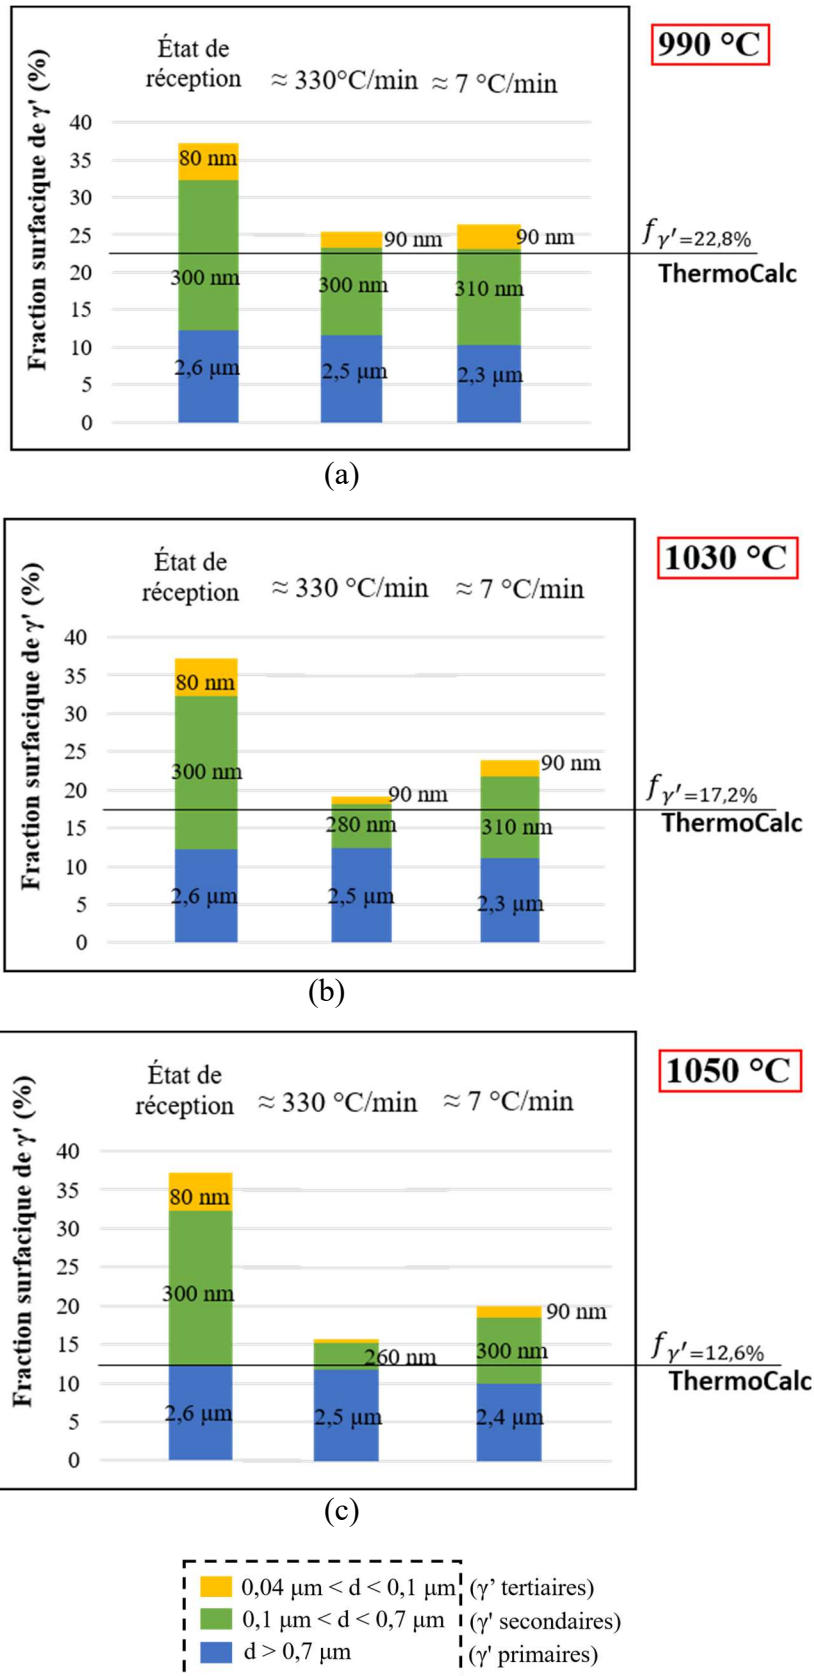 990 °C
État de
réception
≈ 330°C/min
≈ 7 °C/min
Fraction surfacique de γ' (%)
40
35
30
25
20
15
10
5
0
80 nm
300 nm
2,6 μm
90 nm
300 nm
2,5 μm
90 nm
310 nm
2,3 μm
fγ'=22,8%
ThermoCalc
(a)
1030 °C
État de
réception
≈ 330 °C/min
≈ 7 °C/min
Fraction surfacique de γ' (%)
40
35
30
25
20
15
10
5
0
80 nm
300 nm
2,6 μm
90 nm
280 nm
2,5 μm
90 nm
310 nm
2,3 μm
fγ'=17,2%
ThermoCalc
(b)
1050 °C
État de
réception
≈ 330 °C/min
≈ 7 °C/min
Fraction surfacique de γ' (%)
40
35
30
25
20
15
10
5
0
80 nm
300 nm
2,6 μm
260 nm
2,5 μm
90 nm
300 nm
2,4 μm
fγ'=12,6%
ThermoCalc
(c)
0,04 μm < d < 0,1 μm (γ’ tertiaires)
0,1 μm < d < 0,7 μm (γ' secondaires)
d > 0,7 μm (γ' primaires)